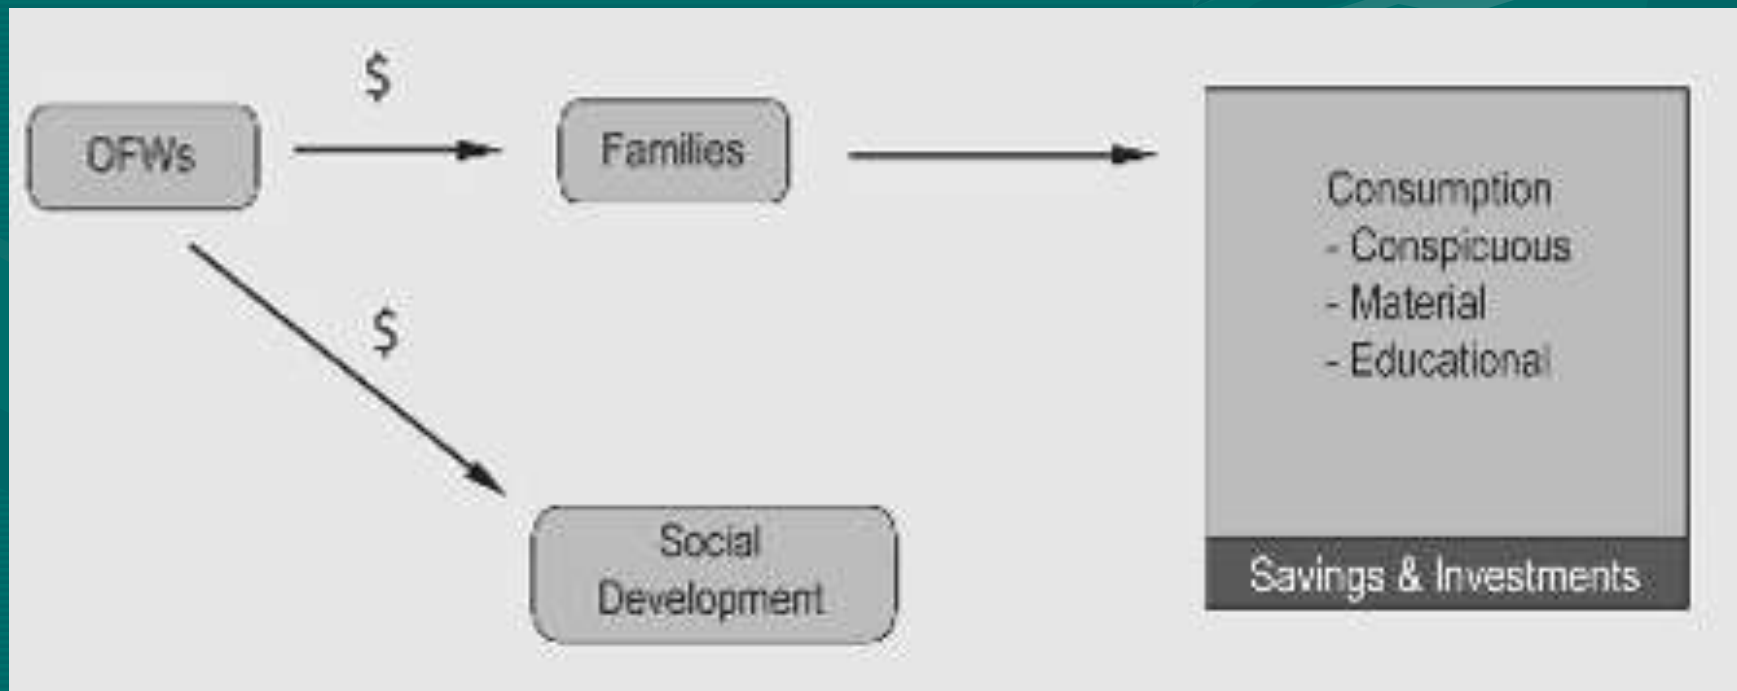 $
OFWs
Families
Consumption
- Conspicuous
- Material
- Educational
$
Social
Development
Savings & Investments